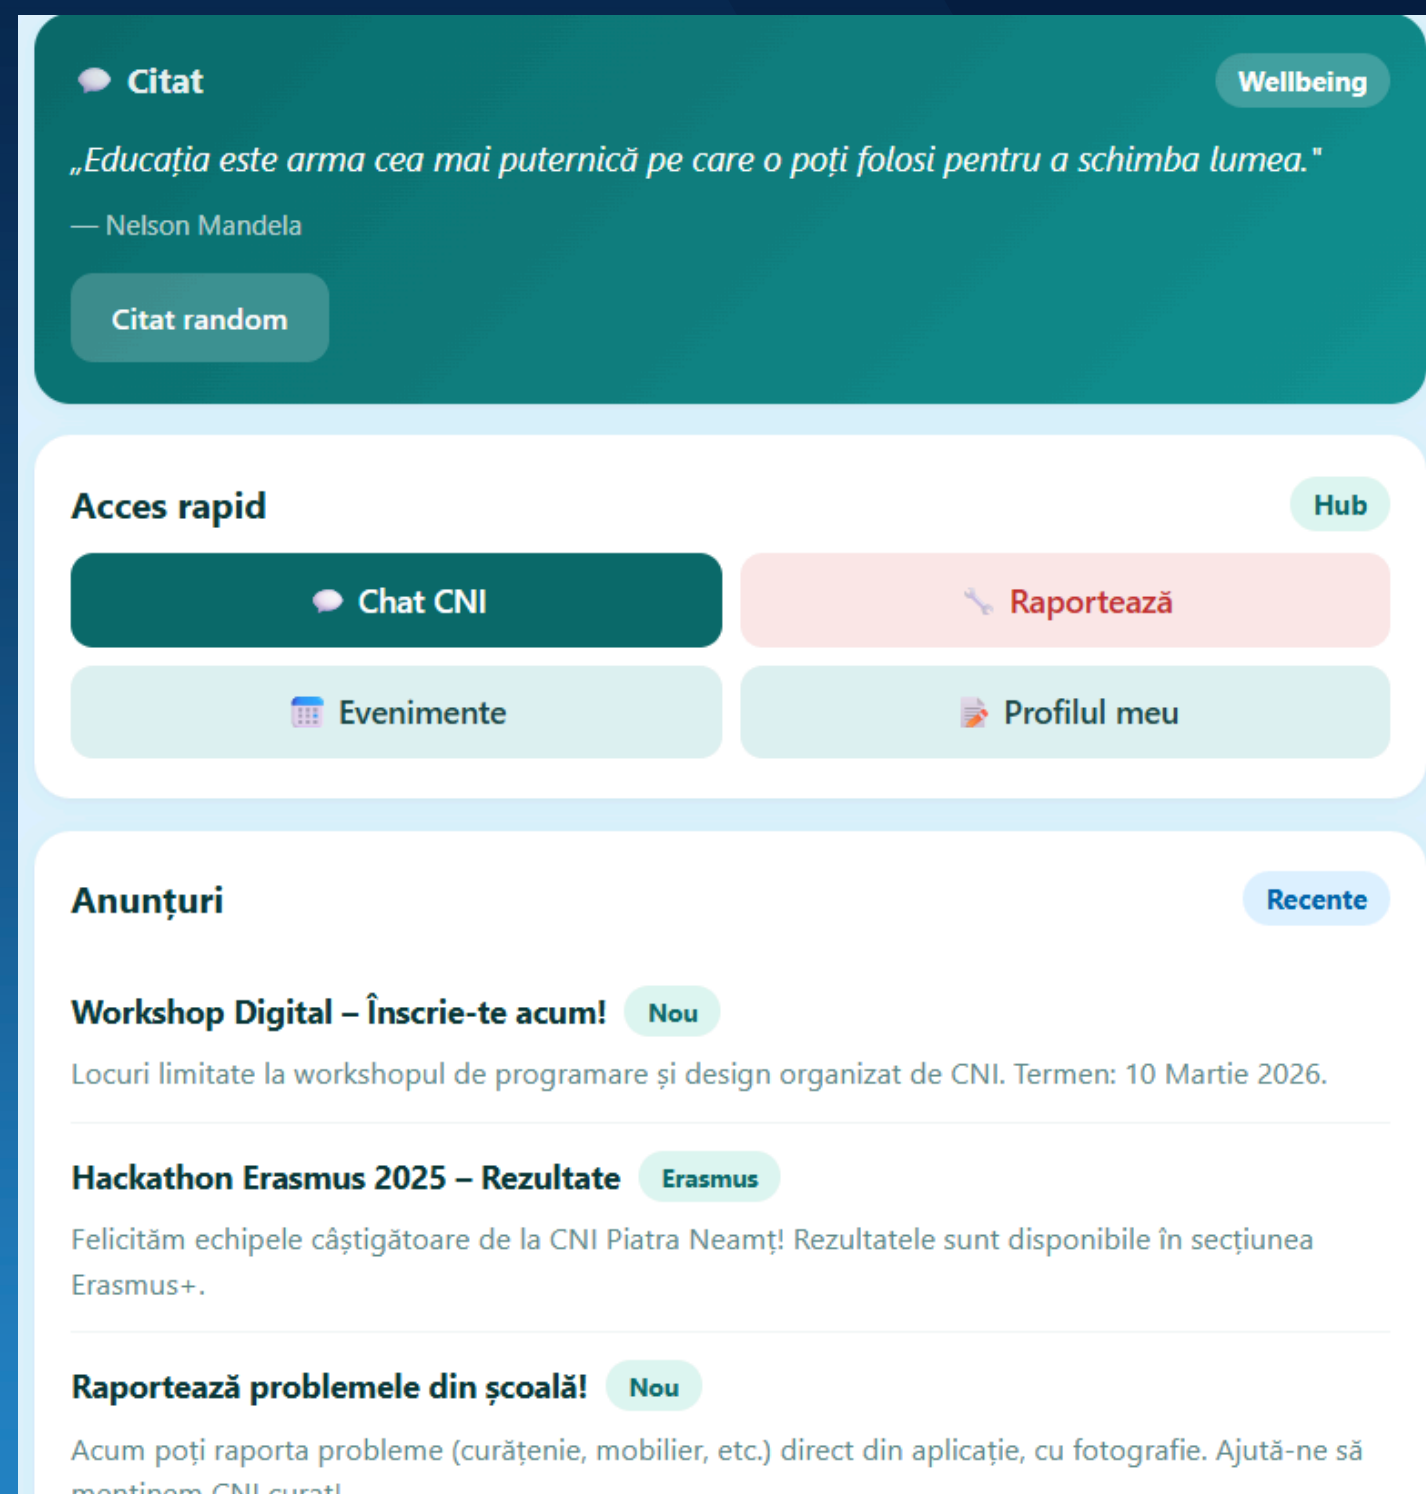 Citat
Wellbeing
„Educația este arma cea mai puternică pe care o poți folosi pentru a schimba lumea."
— Nelson Mandela
Citat random
Acces rapid
Hub
Chat CNI
Raportează
Evenimente
Profilul meu
Anunțuri
Recente
Workshop Digital – Înscrie-te acum!
Nou
Locuri limitate la workshopul de programare și design organizat de CNI. Termen: 10 Martie 2026.
Hackathon Erasmus 2025 – Rezultate
Erasmus
Felicităm echipele câștigătoare de la CNI Piatra Neamț! Rezultatele sunt disponibile în secțiunea
Erasmus+.
Raportează problemele din școală!
Nou
Acum poți raporta probleme (curățenie, mobilier, etc.) direct din aplicație, cu fotografie. Ajută-ne să
menținem CNI curat!